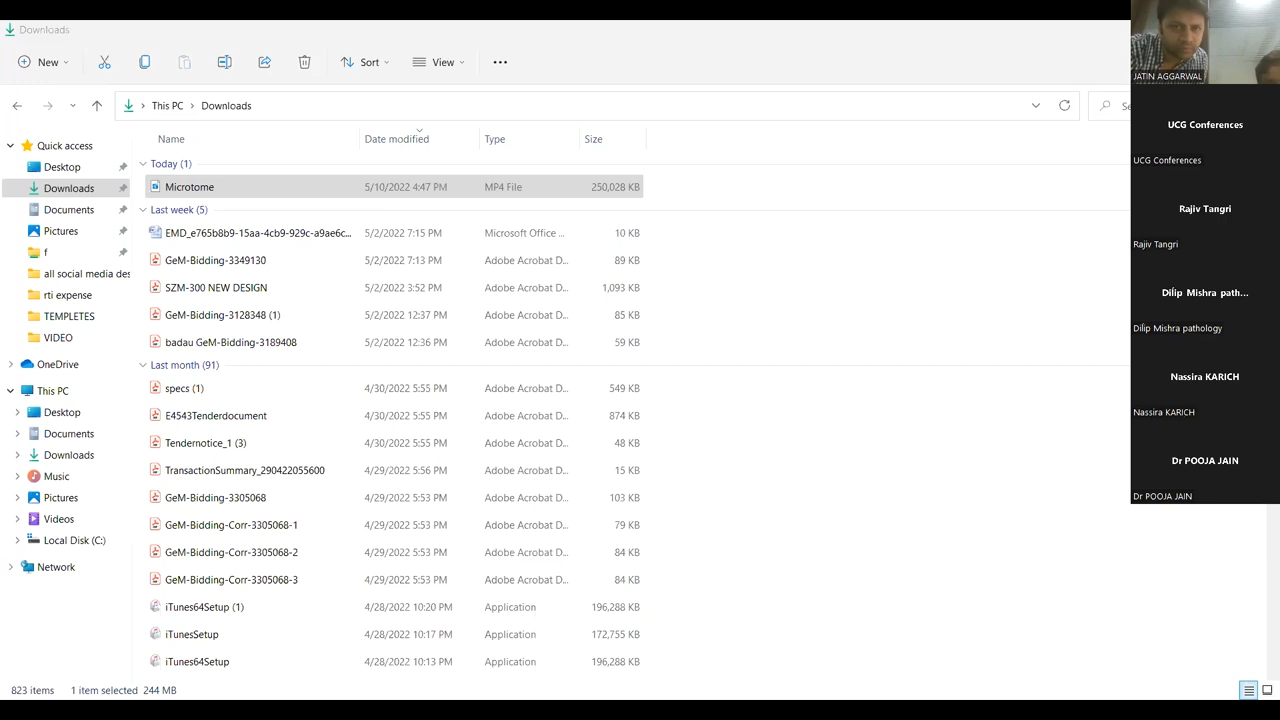 Downloads
New
Sort
View
This PC
Downloads
Se
Name
Date modified
Type
Size
Quick access
Desktop
Downloads
Documents
Pictures
f
all social media des
rti expense
TEMPLETES
VIDEO
OneDrive
This PC
Desktop
Documents
Downloads
Music
Pictures
Videos
Local Disk (C:)
Network
Today (1)
Microtome 5/10/2022 4:47 PM MP4 File 250,028 KB
Last week (5)
EMD_e765b8b9-15aa-4cb9-929c-a9ae6c... 5/2/2022 7:15 PM Microsoft Office ... 10 KB
GeM-Bidding-3349130 5/2/2022 7:13 PM Adobe Acrobat D... 89 KB
SZM-300 NEW DESIGN 5/2/2022 3:52 PM Adobe Acrobat D... 1,093 KB
GeM-Bidding-3128348 (1) 5/2/2022 12:37 PM Adobe Acrobat D... 85 KB
badau GeM-Bidding-3189408 5/2/2022 12:36 PM Adobe Acrobat D... 59 KB
Last month (91)
specs (1) 4/30/2022 5:55 PM Adobe Acrobat D... 549 KB
E4543Tenderdocument 4/30/2022 5:55 PM Adobe Acrobat D... 874 KB
Tendernotice_1 (3) 4/30/2022 5:55 PM Adobe Acrobat D... 48 KB
TransactionSummary_290422055600 4/29/2022 5:56 PM Adobe Acrobat D... 15 KB
GeM-Bidding-3305068 4/29/2022 5:53 PM Adobe Acrobat D... 103 KB
GeM-Bidding-Corr-3305068-1 4/29/2022 5:53 PM Adobe Acrobat D... 79 KB
GeM-Bidding-Corr-3305068-2 4/29/2022 5:53 PM Adobe Acrobat D... 84 KB
GeM-Bidding-Corr-3305068-3 4/29/2022 5:53 PM Adobe Acrobat D... 84 KB
iTunes64Setup (1) 4/28/2022 10:20 PM Application 196,288 KB
iTunesSetup 4/28/2022 10:17 PM Application 172,755 KB
iTunes64Setup 4/28/2022 10:13 PM Application 196,288 KB
823 items 1 item selected 244 MB
JATIN AGGARWAL
UCG Conferences
UCG Conferences
Rajiv Tangri
Rajiv Tangri
Dilip Mishra path...
Dilip Mishra pathology
Nassira KARICH
Nassira KARICH
Dr POOJA JAIN
Dr POOJA JAIN